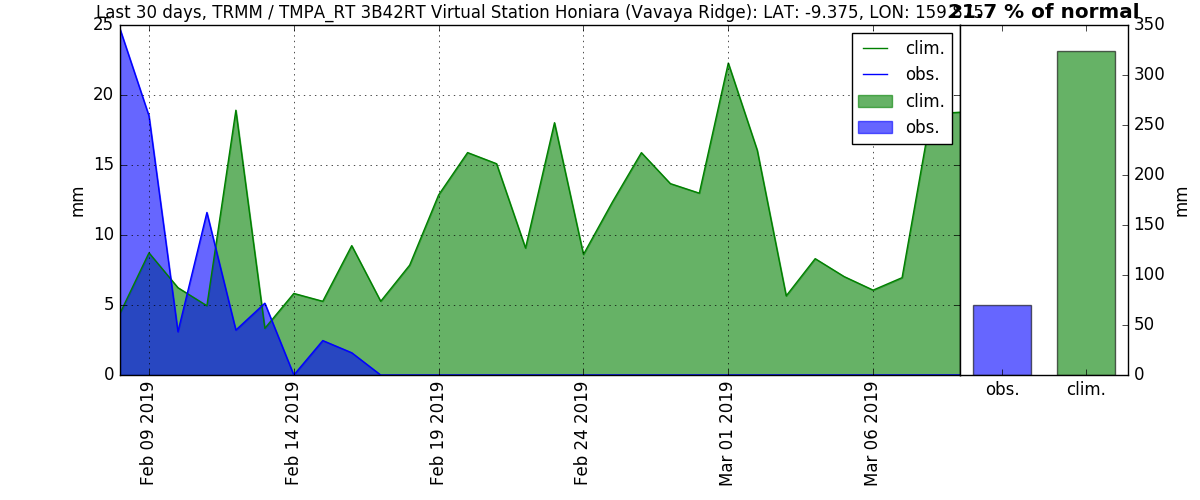 Last 30 days, TRMM / TMPA_RT 3B42RT Virtual Station Honiara (Vavaya Ridge): LAT: -9.375, LON:
21.7 % of normal
25
20
15
10
5
0
mm
clim.
obs.
clim.
obs.
350
300
250
200
150
100
50
0
mm
obs.
clim.
Feb 09 2019
Feb 14 2019
Feb 19 2019
Feb 24 2019
Mar 01 2019
Mar 06 2019